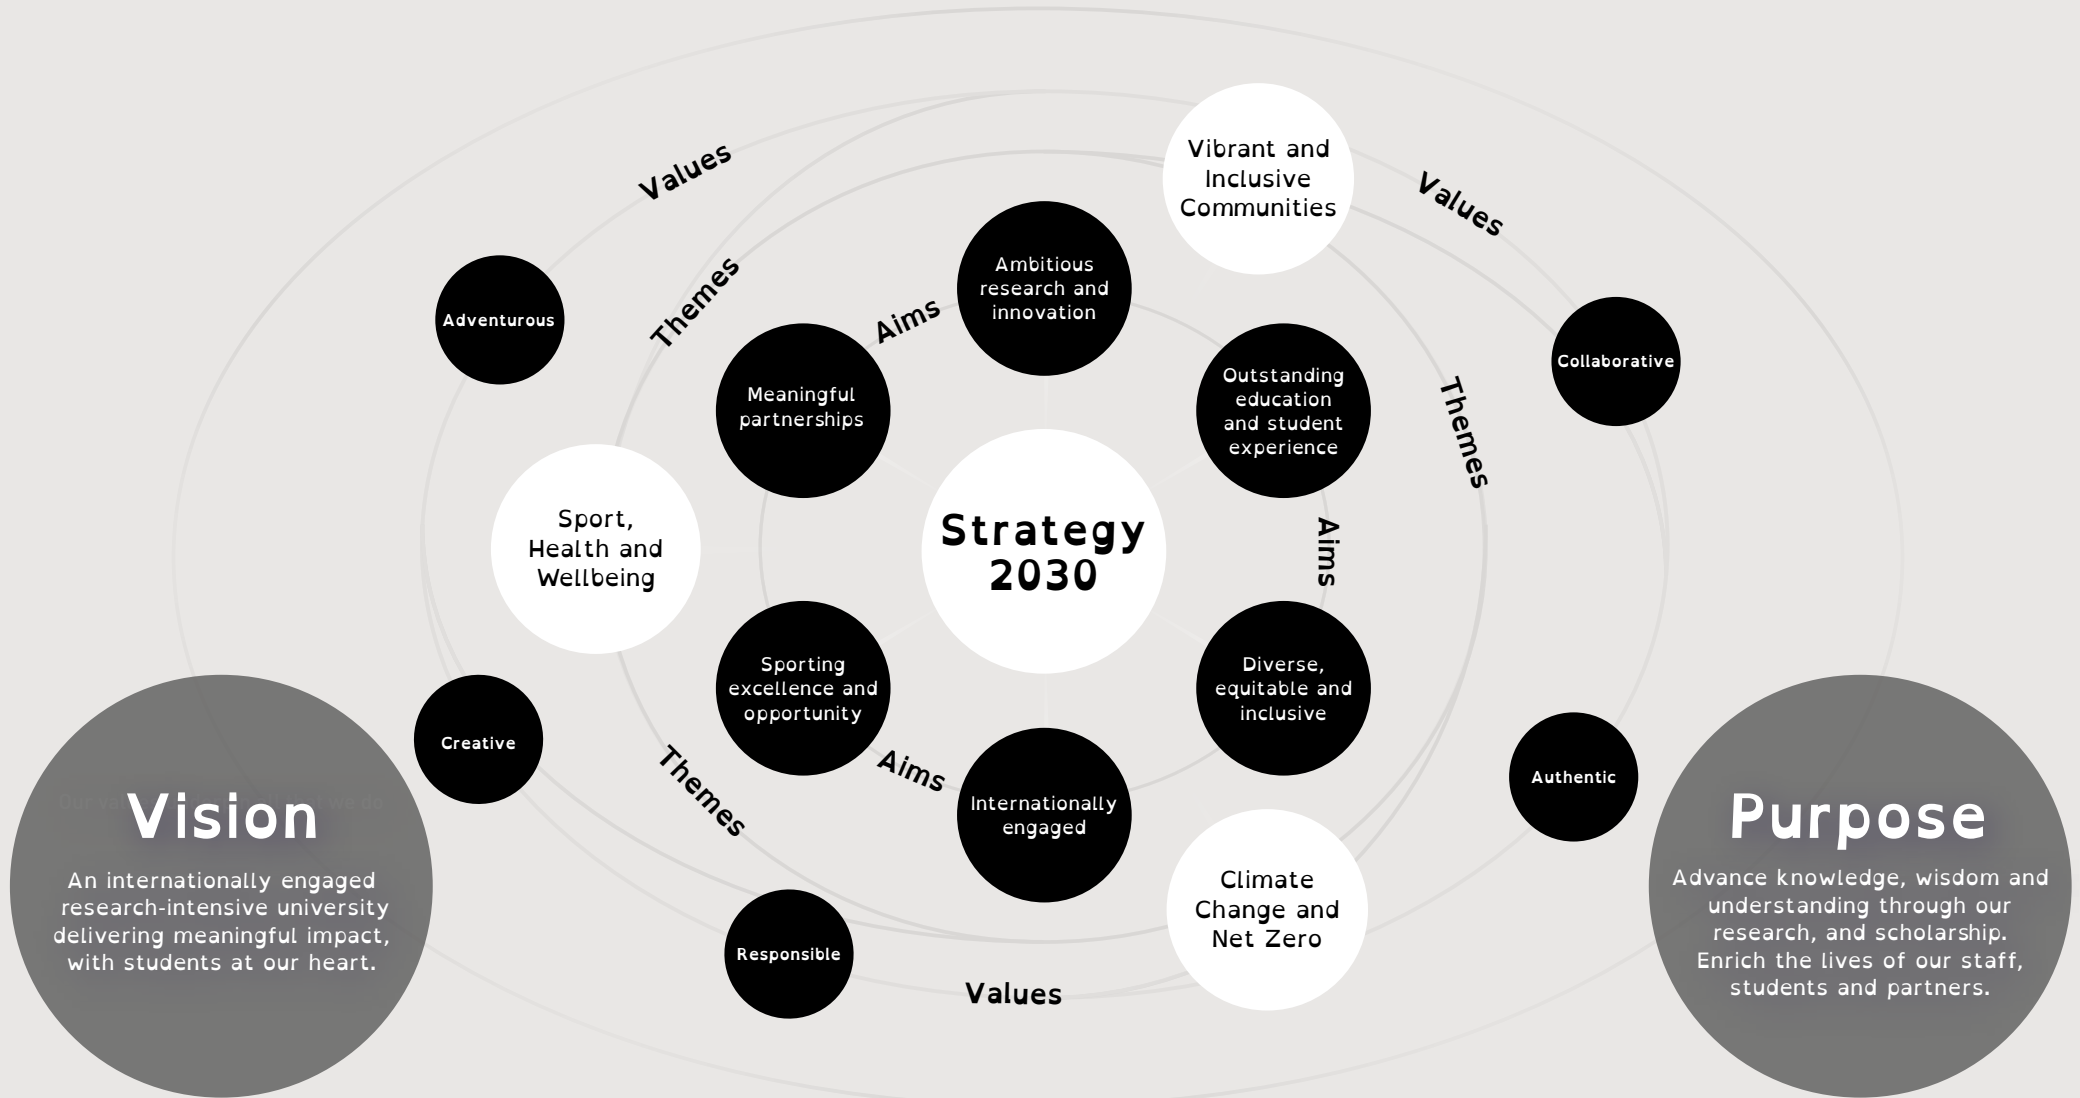 Values
Vibrant and
Inclusive
Communities
Values
Themes
Adventurous
Ambitious
research and
innovation
Aims
Collaborative
Meaningful
partnerships
Outstanding
education
and student
experience
Themes
Sport,
Health and
Wellbeing
Strategy
2030
Aims
Sporting
excellence and
opportunity
Diverse,
equitable and
inclusive
Creative
Themes
Aims
Internationally
engaged
Authentic
Climate
Change and
Net Zero
Responsible
Values
Vision
An internationally engaged
research-intensive university
delivering meaningful impact,
with students at our heart.
Purpose
Advance knowledge, wisdom and
understanding through our
research, and scholarship.
Enrich the lives of our staff,
students and partners.